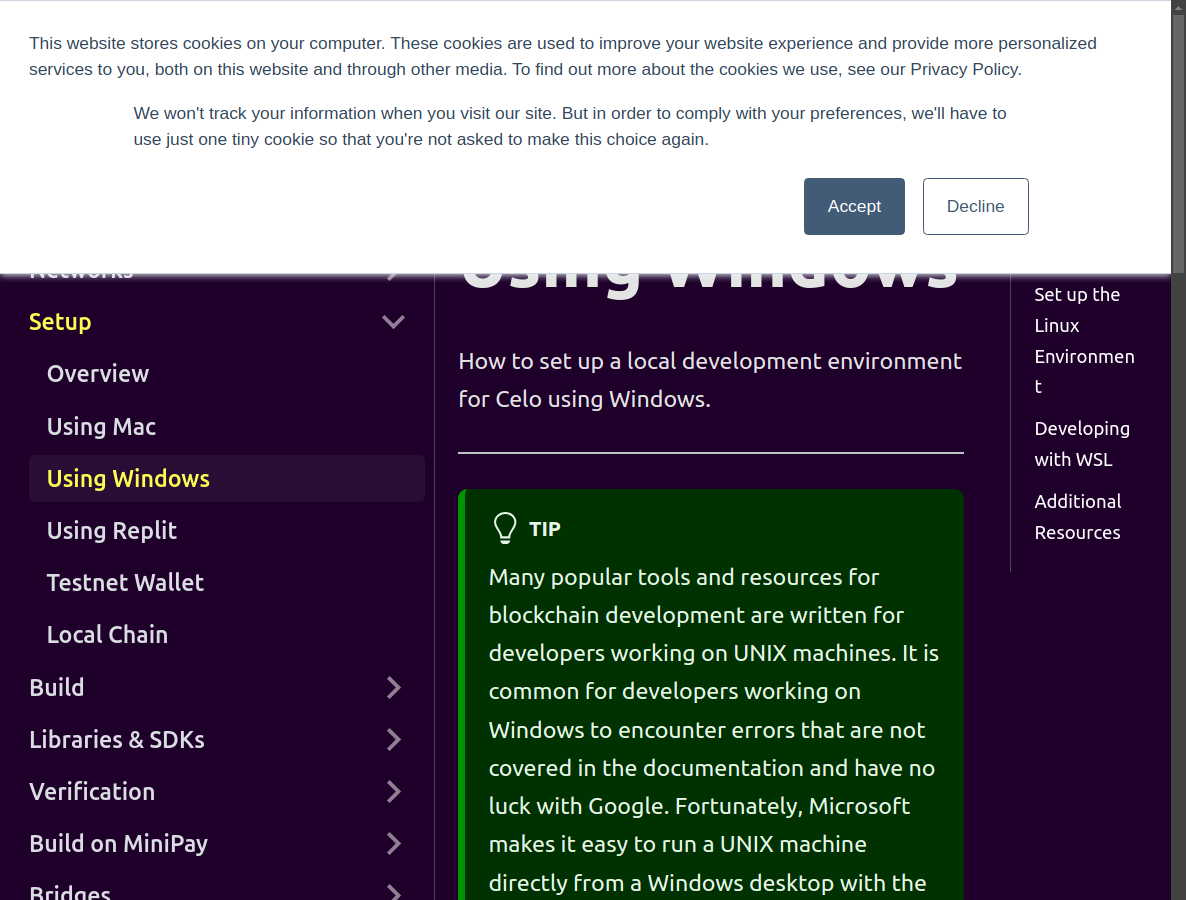 This website stores cookies on your computer. These cookies are used to improve your website experience and provide more personalized
services to you, both on this website and through other media. To find out more about the cookies we use, see our Privacy Policy.
We won't track your information when you visit our site. But in order to comply with your preferences, we'll have to
use just one tiny cookie so that you're not asked to make this choice again.
Accept
Decline
Networks
Setup
Overview
Using Mac
Using Windows
Using Replit
Testnet Wallet
Local Chain
Build
Libraries & SDKs
Verification
Build on MiniPay
Bridges
Using Windows
How to set up a local development environment
for Celo using Windows.
TIP
Many popular tools and resources for
blockchain development are written for
developers working on UNIX machines. It is
common for developers working on
Windows to encounter errors that are not
covered in the documentation and have no
luck with Google. Fortunately, Microsoft
makes it easy to run a UNIX machine
directly from a Windows desktop with the
Set up the
Linux
Environmen
t
Developing
with WSL
Additional
Resources